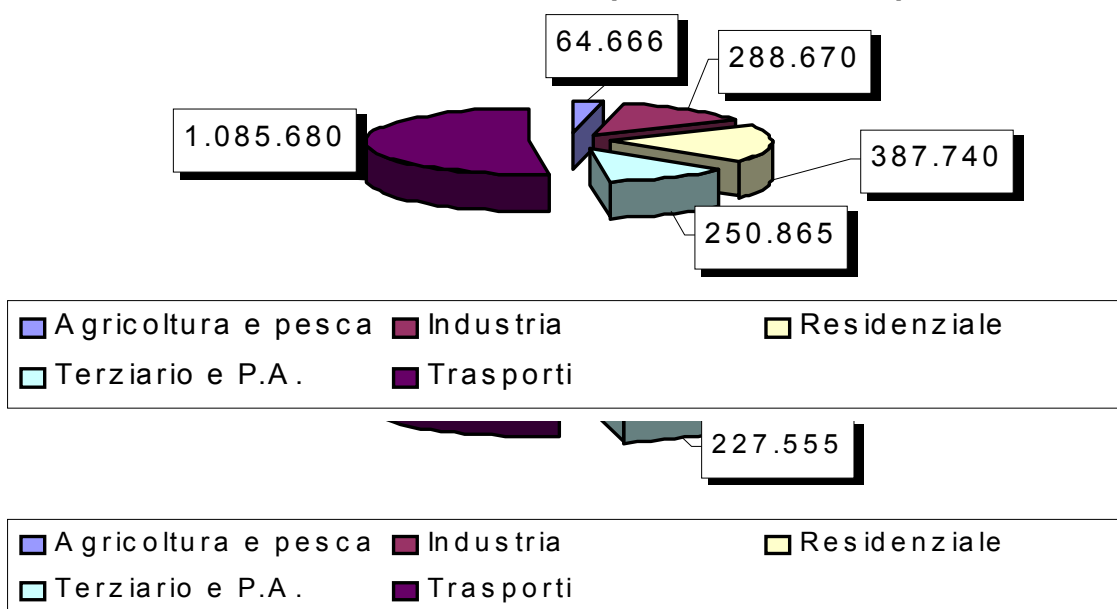 64.666
288.670
1.085.680
387.740
250.865
Agricoltura e pesca Industria Residenziale
Terziario e P.A. Trasporti
227.555
Agricoltura e pesca Industria Residenziale
Terziario e P.A. Trasporti